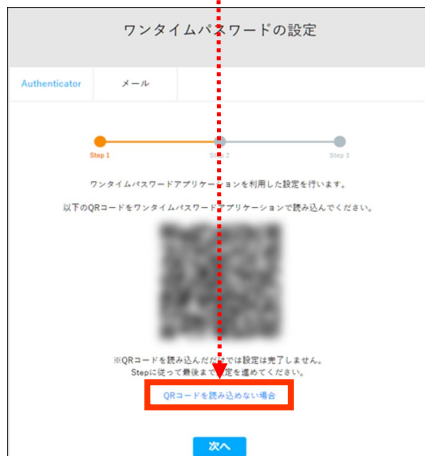 ワンタイムパスワードの設定
Authenticator メール
Step 1 Step 2 Step 3
ワンタイムパスワードアプリケーションを利用した設定を行います。
以下のQRコードをワンタイムパスワードアプリケーションで読み込んでください。
※QRコードを読み込んだだけでは設定は完了しません。
Stepに従って最後まで設定を進めてください。
QRコードを読み込めない場合
次へ